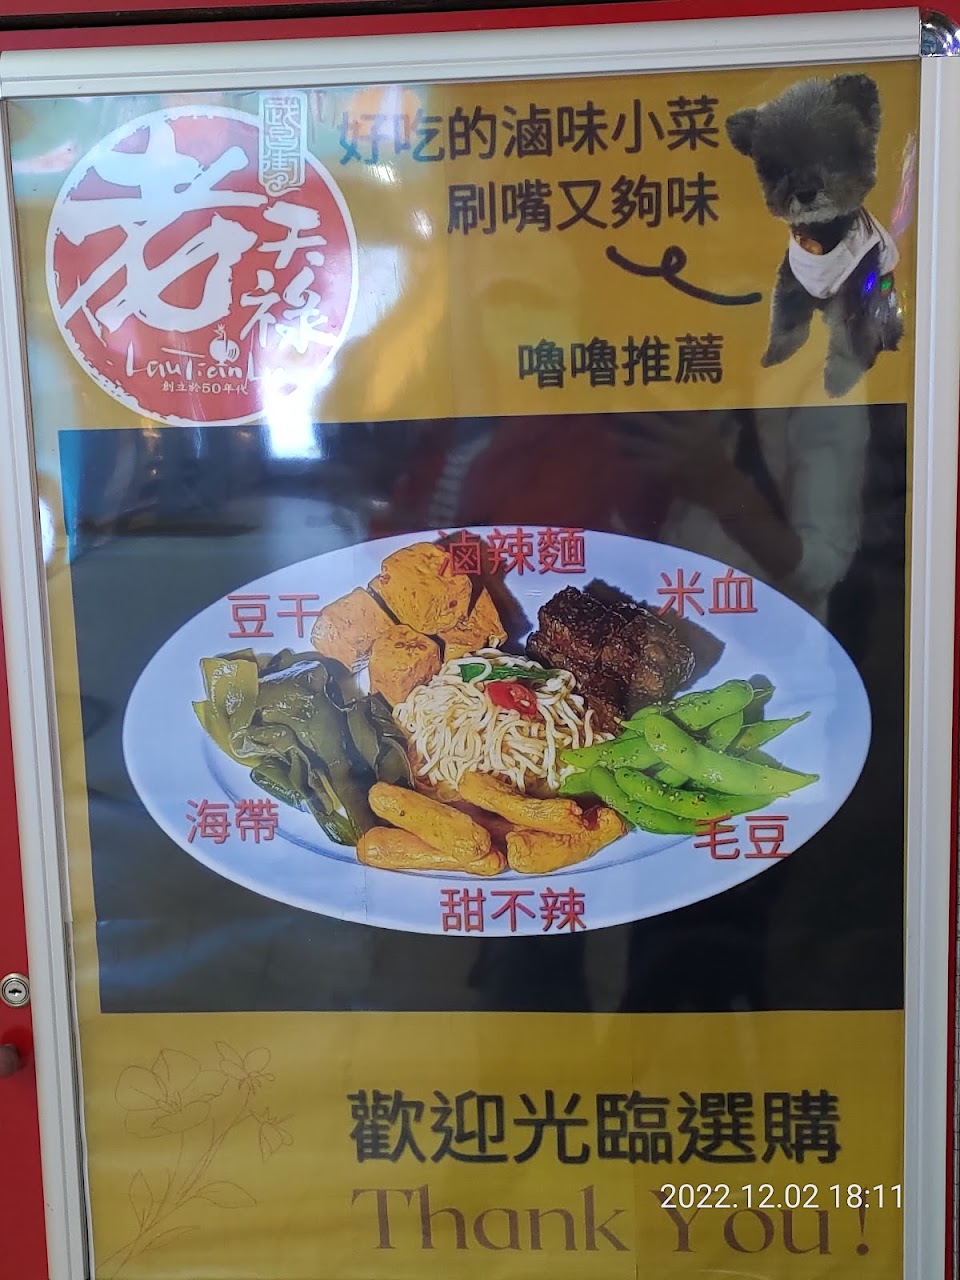 武昌街
老天祿
LauTianLu
創立於50年代
好吃的滷味小菜
刷嘴又夠味
嚕嚕推薦
滷辣麵
米血
豆干
海帶
毛豆
甜不辣
歡迎光臨選購
Thank You!
2022.12.02 18:11